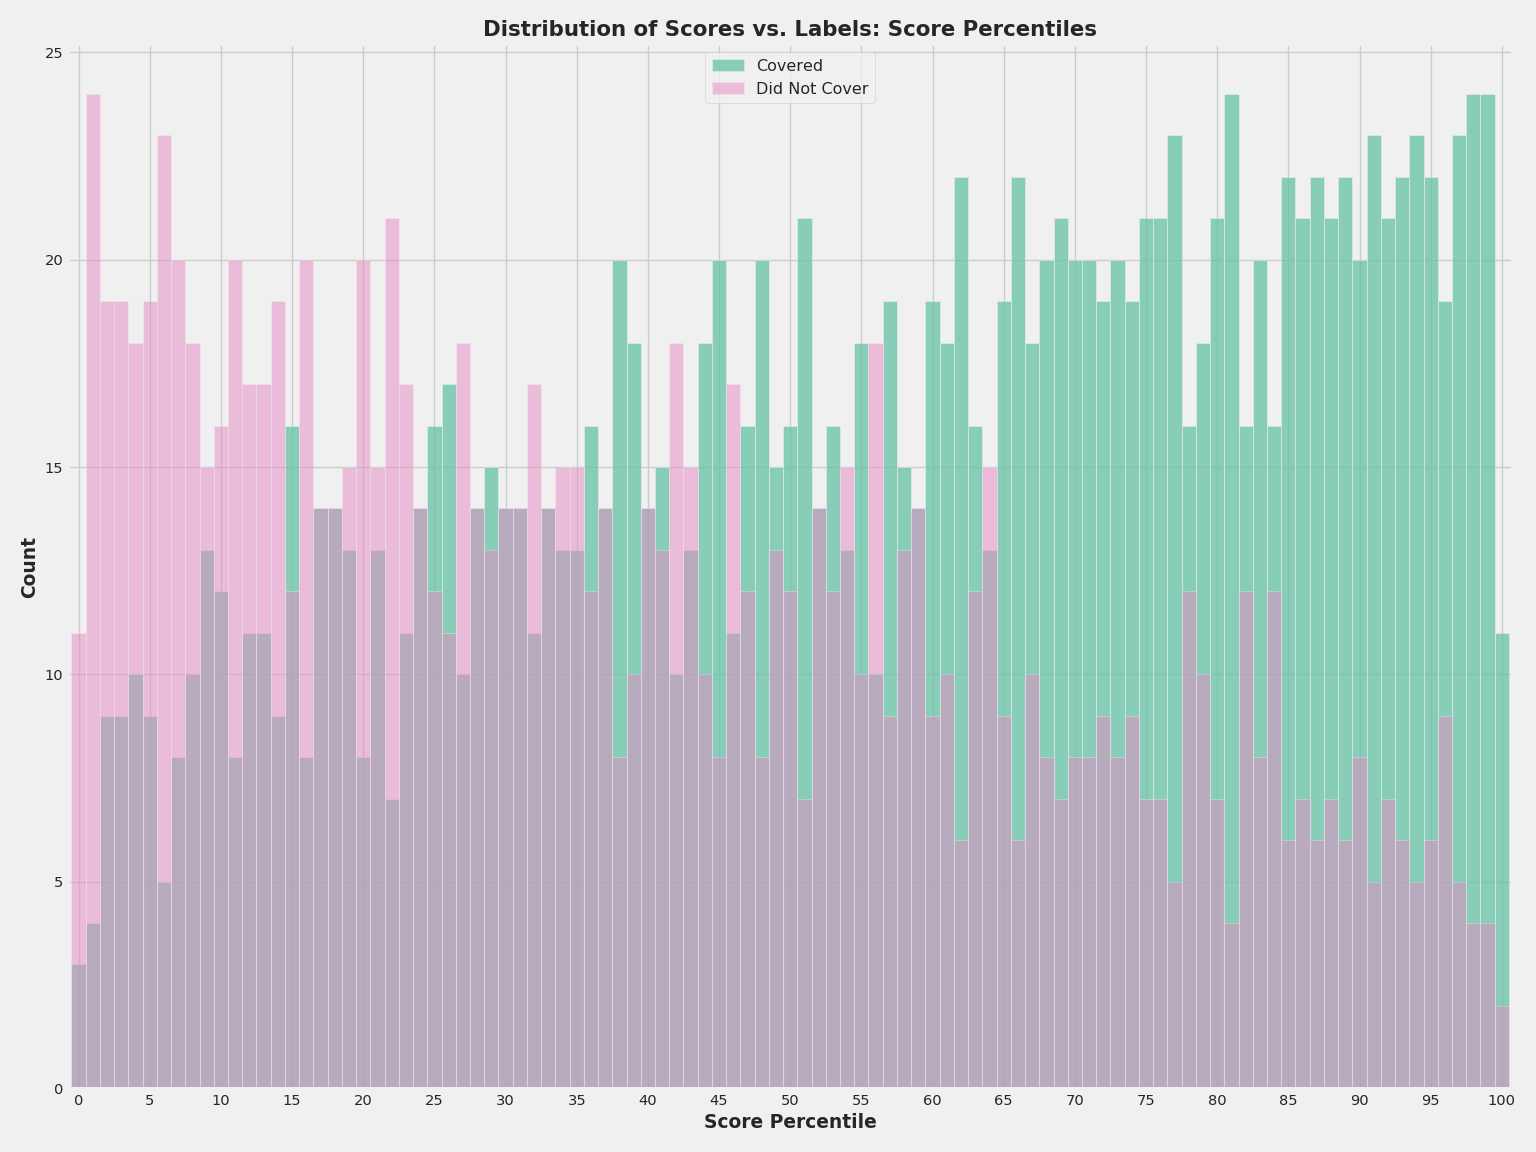 Distribution of Scores vs. Labels: Score Percentiles
Covered
Did Not Cover
25
20
15
10
5
0
Count
0 5 10 15 20 25 30 35 40 45 50 55 60 65 70 75 80 85 90 95 100
Score Percentile